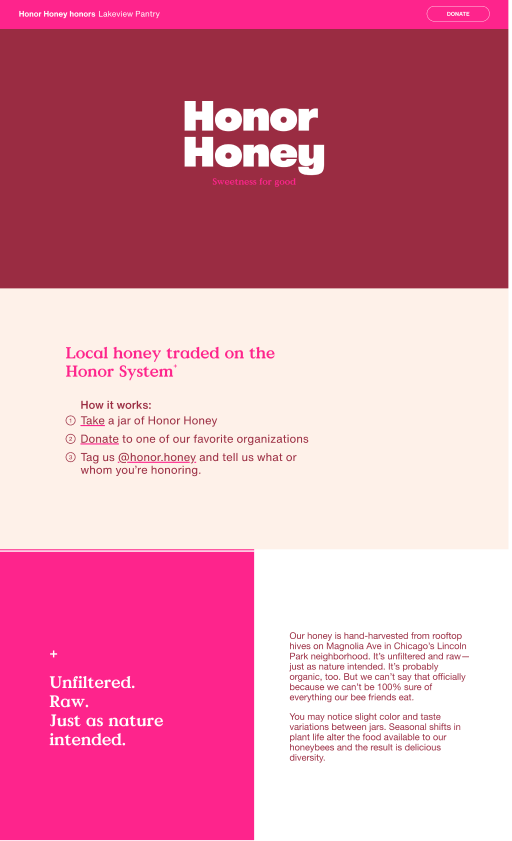 Honor Honey honors Lakeview Pantry
DONATE
Honor
Honey
Sweetness for good
Local honey traded on the
Honor System*
How it works:
1 Take a jar of Honor Honey
2 Donate to one of our favorite organizations
3 Tag us @honor.honey and tell us what or
whom you're honoring.
+
Unfiltered.
Raw.
Just as nature
intended.
Our honey is hand-harvested from rooftop
hives on Magnolia Ave in Chicago's Lincoln
Park neighborhood. It's unfiltered and raw—
just as nature intended. It's probably
organic, too. But we can't say that officially
because we can't be 100% sure of
everything our bee friends eat.
You may notice slight color and taste
variations between jars. Seasonal shifts in
plant life alter the food available to our
honeybees and the result is delicious
diversity.